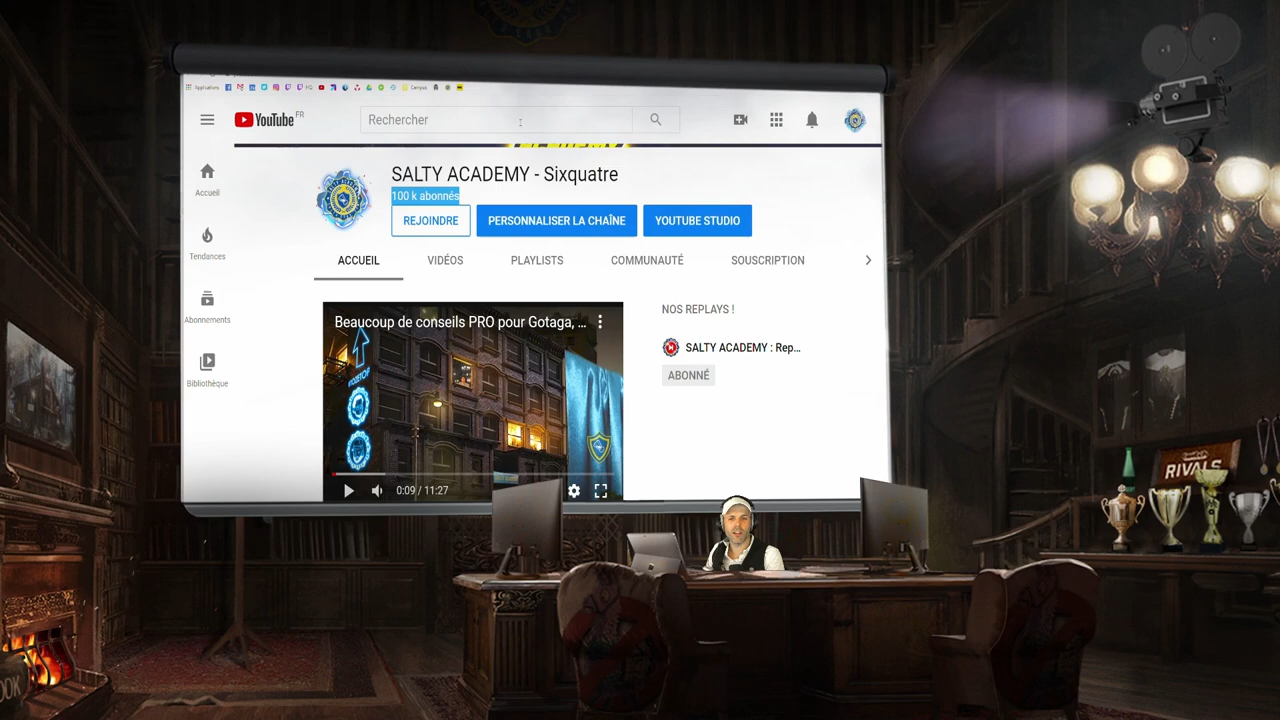 Applications
Campus
YouTube FR
Rechercher
SALTY ACADEMY - Sixquatre
100 k abonnés
REJOINDRE
PERSONNALISER LA CHAÎNE
YOUTUBE STUDIO
Accueil
Tendances
Abonnements
Bibliothèque
ACCUEIL
VIDÉOS
PLAYLISTS
COMMUNAUTÉ
SOUSCRIPTION
Beaucoup de conseils PRO pour Gotaga, ...
NOS REPLAYS !
SALTY ACADEMY : Rep...
ABONNÉ
0:09 / 11:27
RIVALS